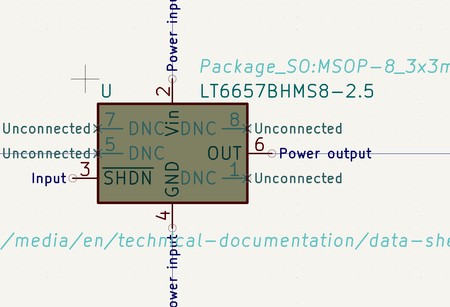 Power input
Package_SO:MSOP-8_3x3m
U
LT6657BHMS8-2.5
2
Unconnected 7 DNC Vin DNC 8 Unconnected
Unconnected 5 DNC OUT 6 Power output
Input 3 SHDN GND DNC 1 Unconnected
4
/media/en/technical-documentation/data-she
ower input